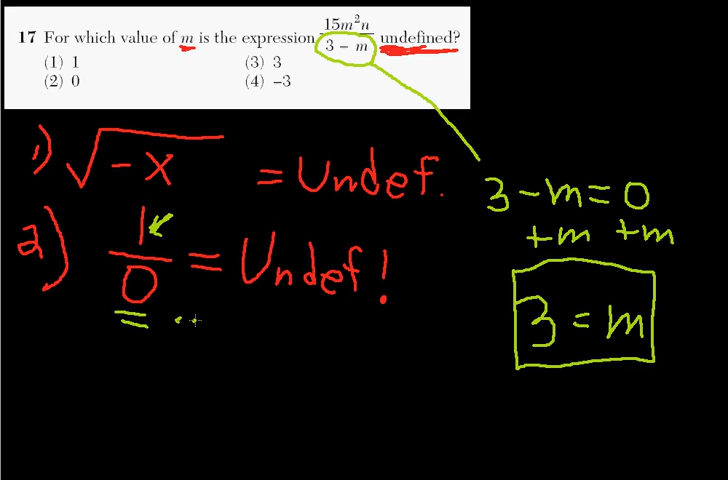 17 For which value of m is the expression 15m²n / 3 − m undefined?
(1) 1 (3) 3
(2) 0 (4) −3
1) √−x = Undef.
3 − m = 0
+m +m
2) 1/0 = Undef!
3 = m
= ..